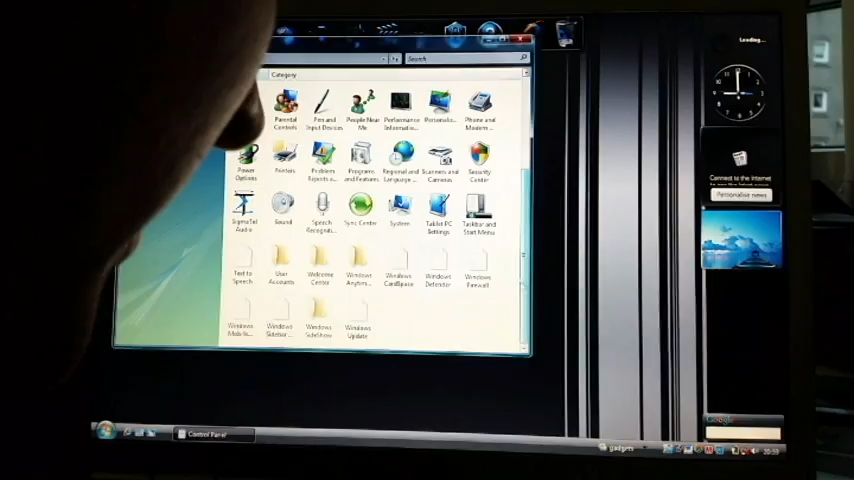 Loading...
Search
Category
Parental Controls
Pen and Input Devices
People Near Me
Performance Informatio...
Personaliz...
Phone and Modem ...
Power Options
Printers
Problem Reports a...
Programs and Features
Regional and Language ...
Scanners and Cameras
Security Center
SigmaTel Audio
Sound
Speech Recogniti...
Sync Center
System
Tablet PC Settings
Taskbar and Start Menu
Text to Speech
User Accounts
Welcome Center
Windows Anytim...
Windows CardSpace
Windows Defender
Windows Firewall
Windows
Windows Sidebar ...
Windows SideShow
Windows Update
Connect to the Internet
Personalise news
Google
Control Panel
gadgets
20:59